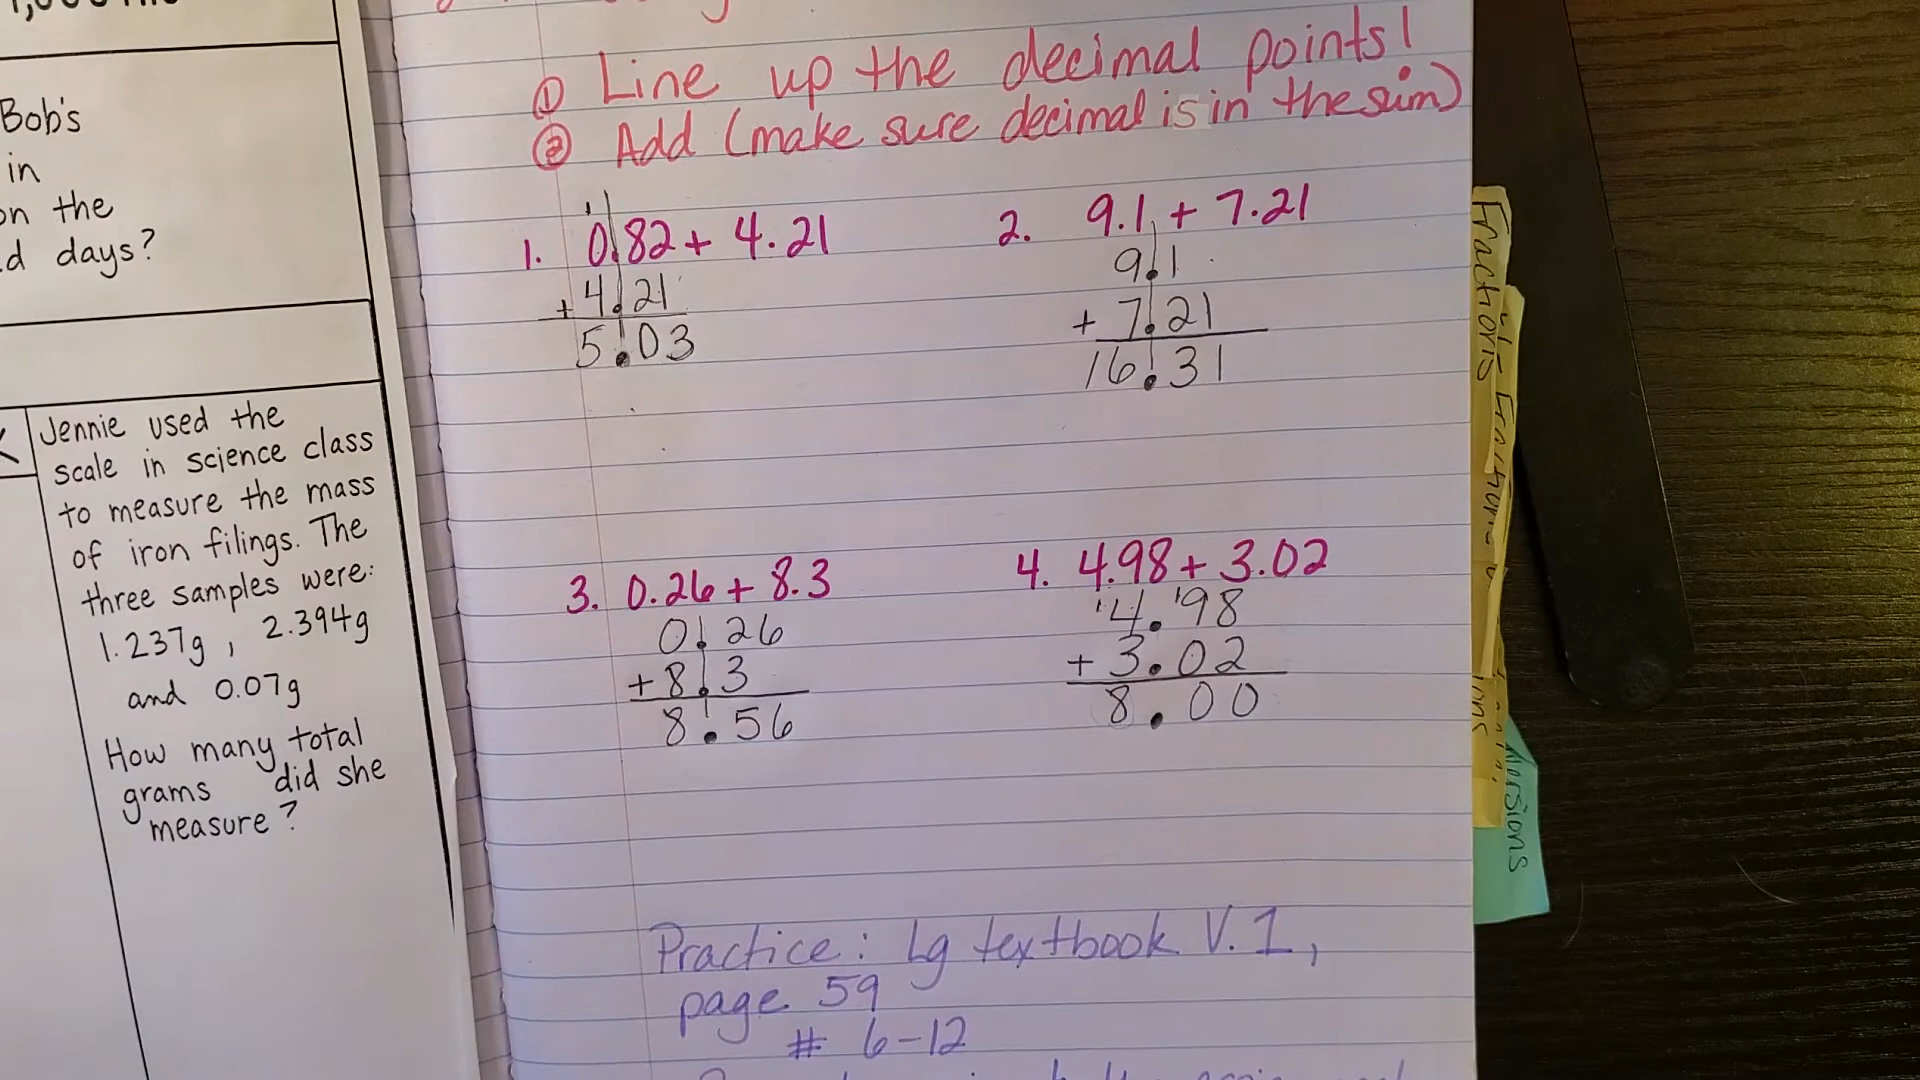 Bob's
in
on the
days?
Jennie used the
scale in science class
to measure the mass
of iron filings. The
three samples were:
1.237g, 2.394g
and 0.07g
How many total
grams did she
measure?
① Line up the decimal points!
② Add (make sure decimal is in the sum)
1. 0.82 + 4.21
+ 4.21
5.03
2. 9.1 + 7.21
9.1
+ 7.21
16.31
3. 0.26 + 8.3
0.26
+ 8.3
8.56
4. 4.98 + 3.02
1 4.1 98
+ 3.02
8.00
Practice: Lg textbook V.1,
page 59
# 6-12
Fractions